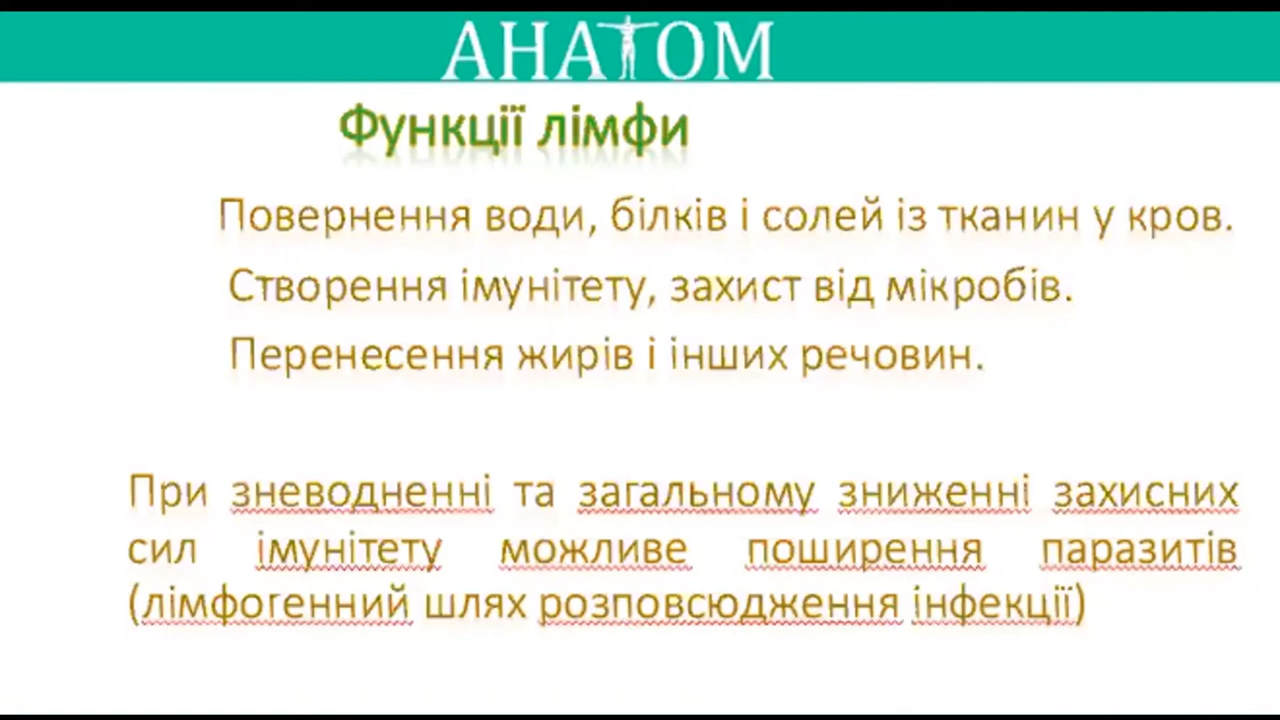 АНАТОМ
Функції лімфи
Повернення води, білків і солей із тканин у кров.
Створення імунітету, захист від мікробів.
Перенесення жирів і інших речовин.
При зневодненні та загальному зниженні захисних
сил імунітету можливе поширення паразитів
(лімфогенний шлях розповсюдження інфекції)